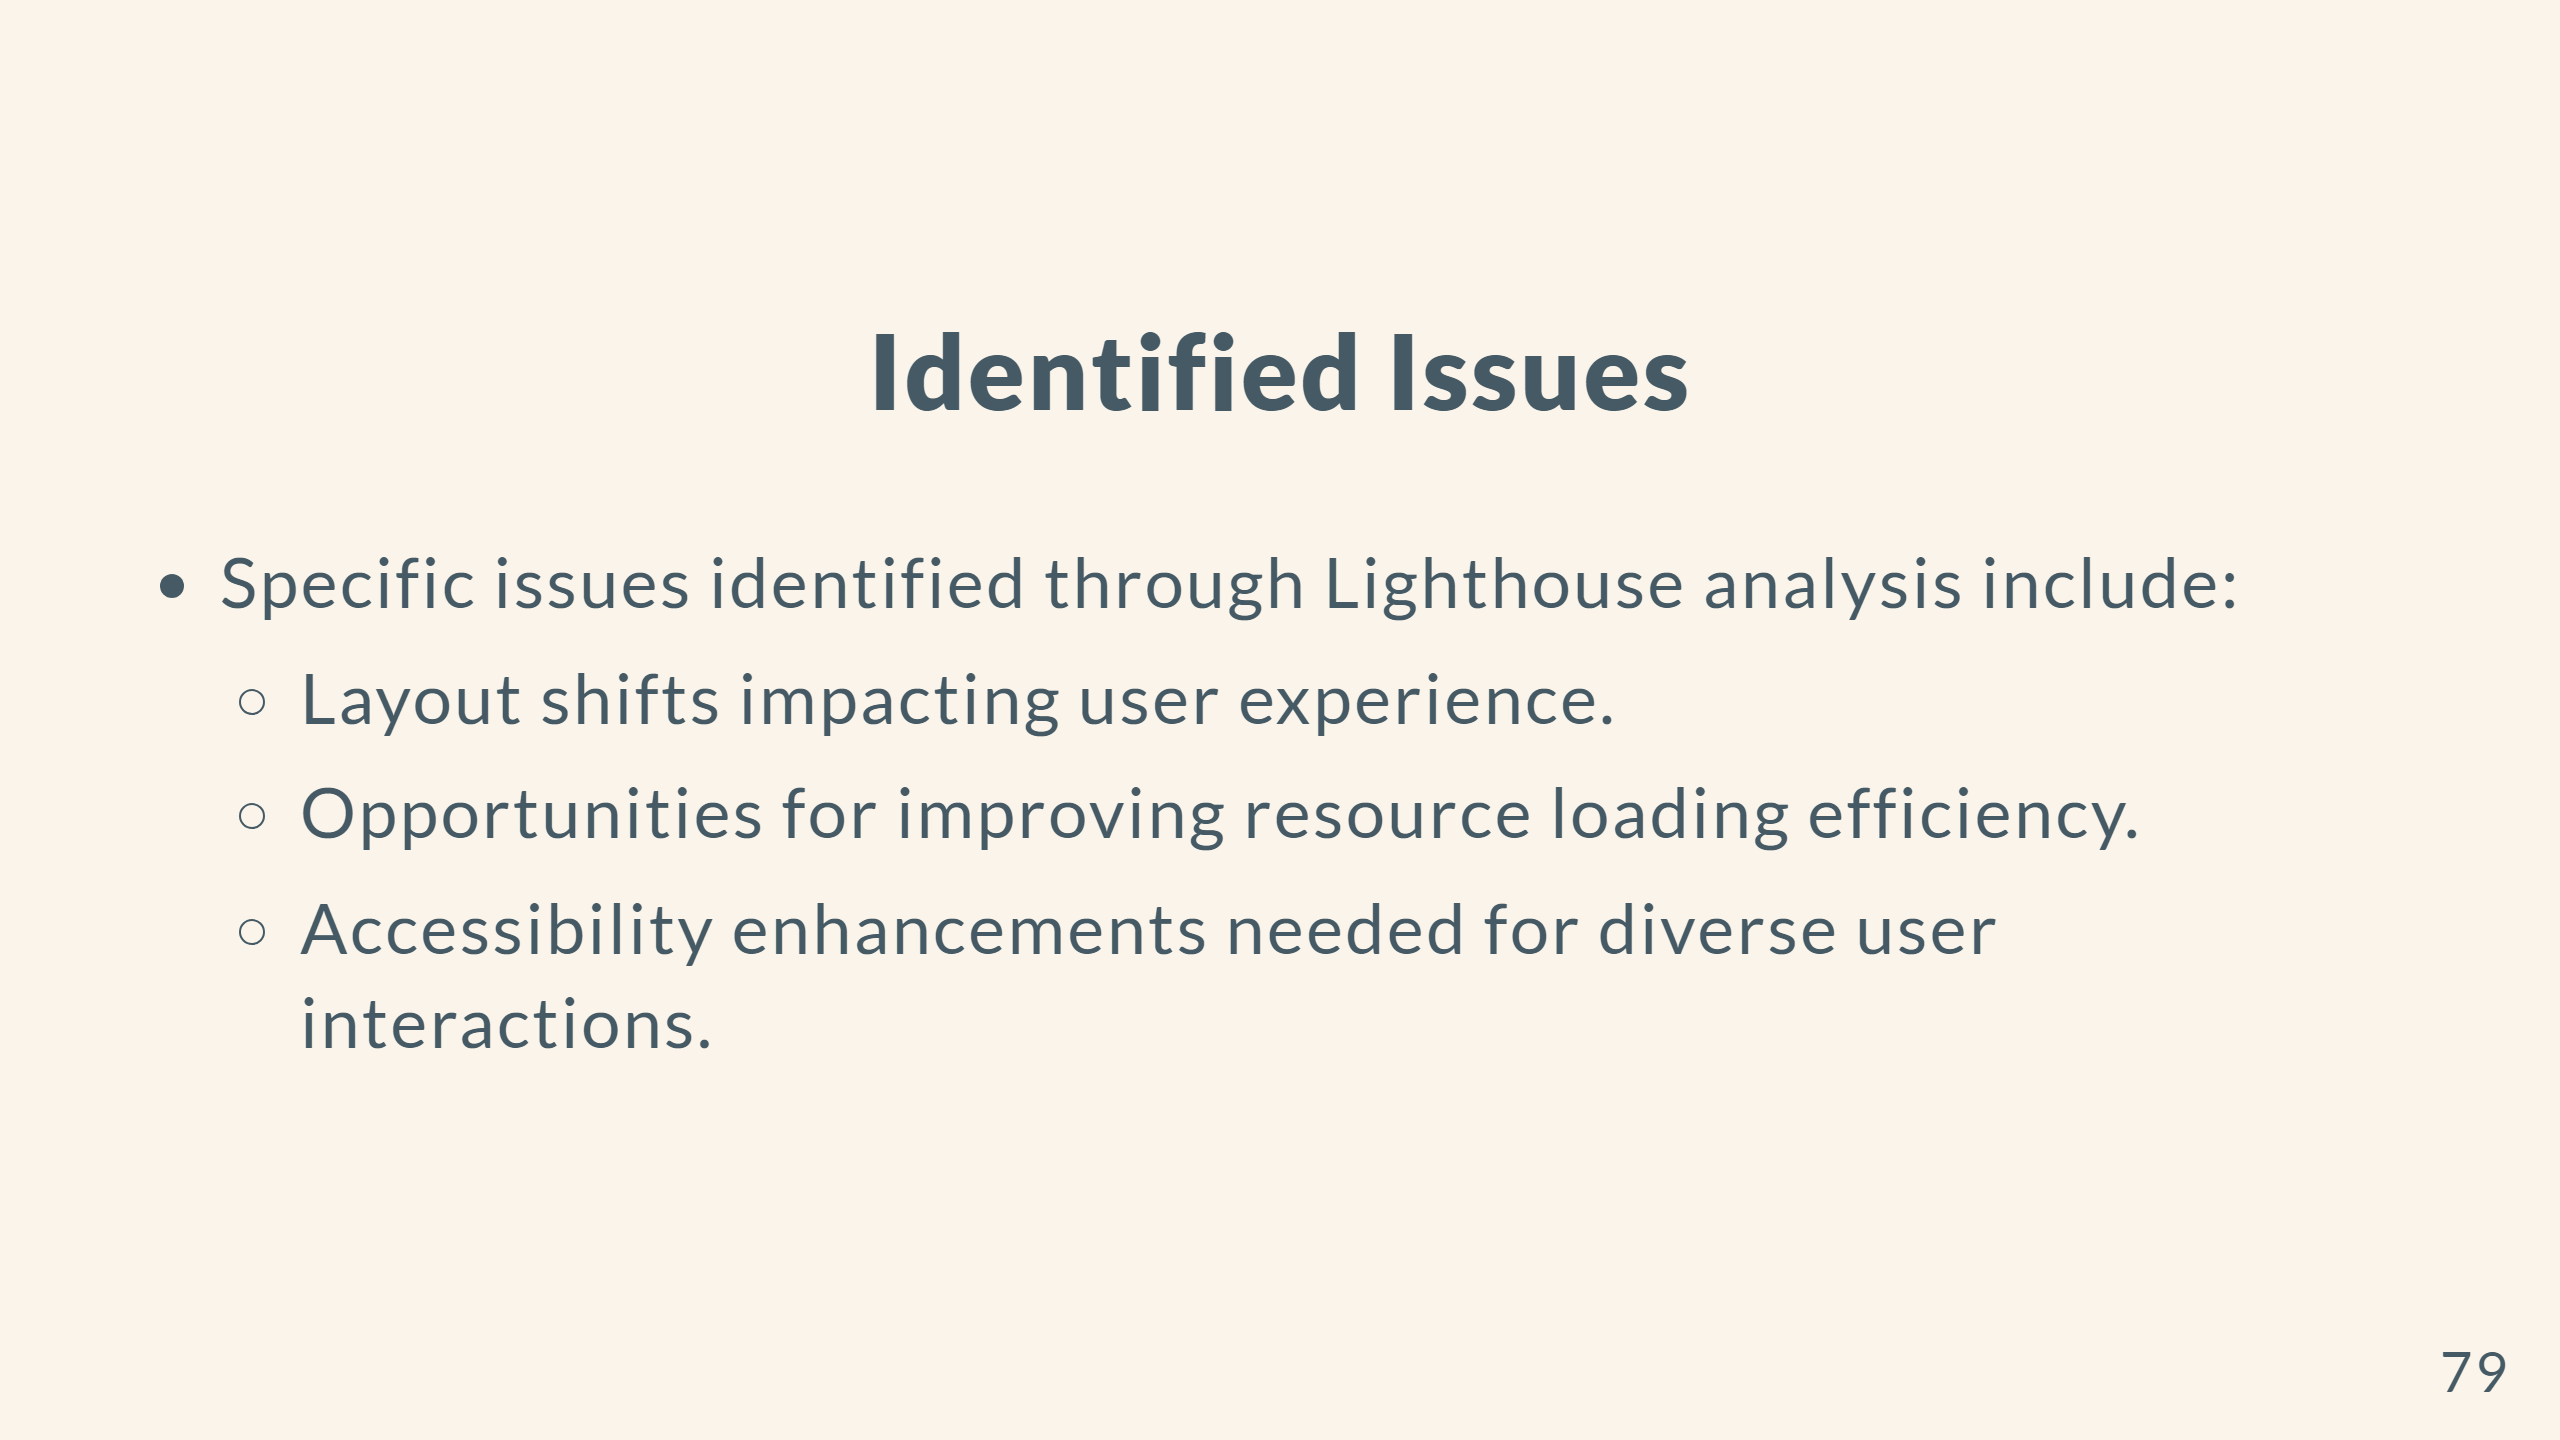 Identified Issues
• Specific issues identified through Lighthouse analysis include:
○ Layout shifts impacting user experience.
○ Opportunities for improving resource loading efficiency.
○ Accessibility enhancements needed for diverse user
interactions.
79